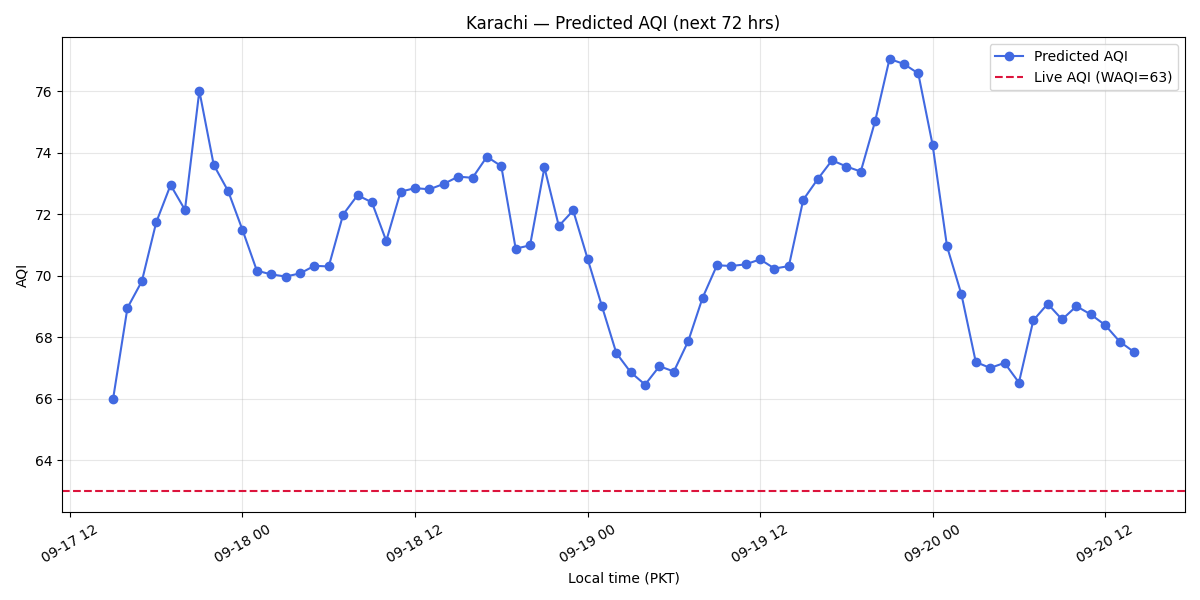 Karachi — Predicted AQI (next 72 hrs)
Predicted AQI
Live AQI (WAQI=63)
76
74
72
70
68
66
64
AQI
09-17 12
09-18 00
09-18 12
09-19 00
09-19 12
09-20 00
09-20 12
Local time (PKT)